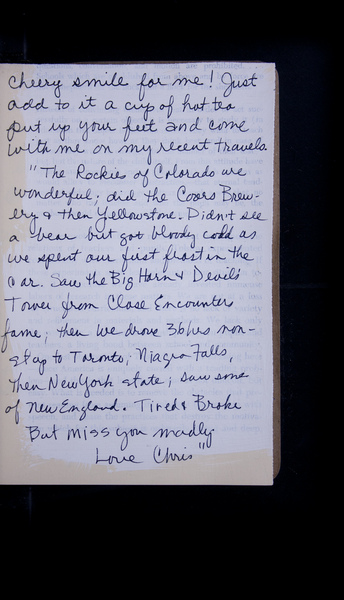 cheery smile for me! Just
add to it a cup of hot tea
put up your feet and come
with me on my recent travels.
"The Rockies of Colorado are
wonderful; did the Coors Brew-
ery & then Yellowstone. Didn't see
a bear but got bloody cold as
we spent our first frost in the
car. Saw the Big Horn & Devil's
Tower from Close Encounters
fame; then we drove 36 hrs non-
stop to Toronto, Niagra Falls,
Then New York state; saw some
of New England. Tired & Broke
But miss you madly
Love Chris"